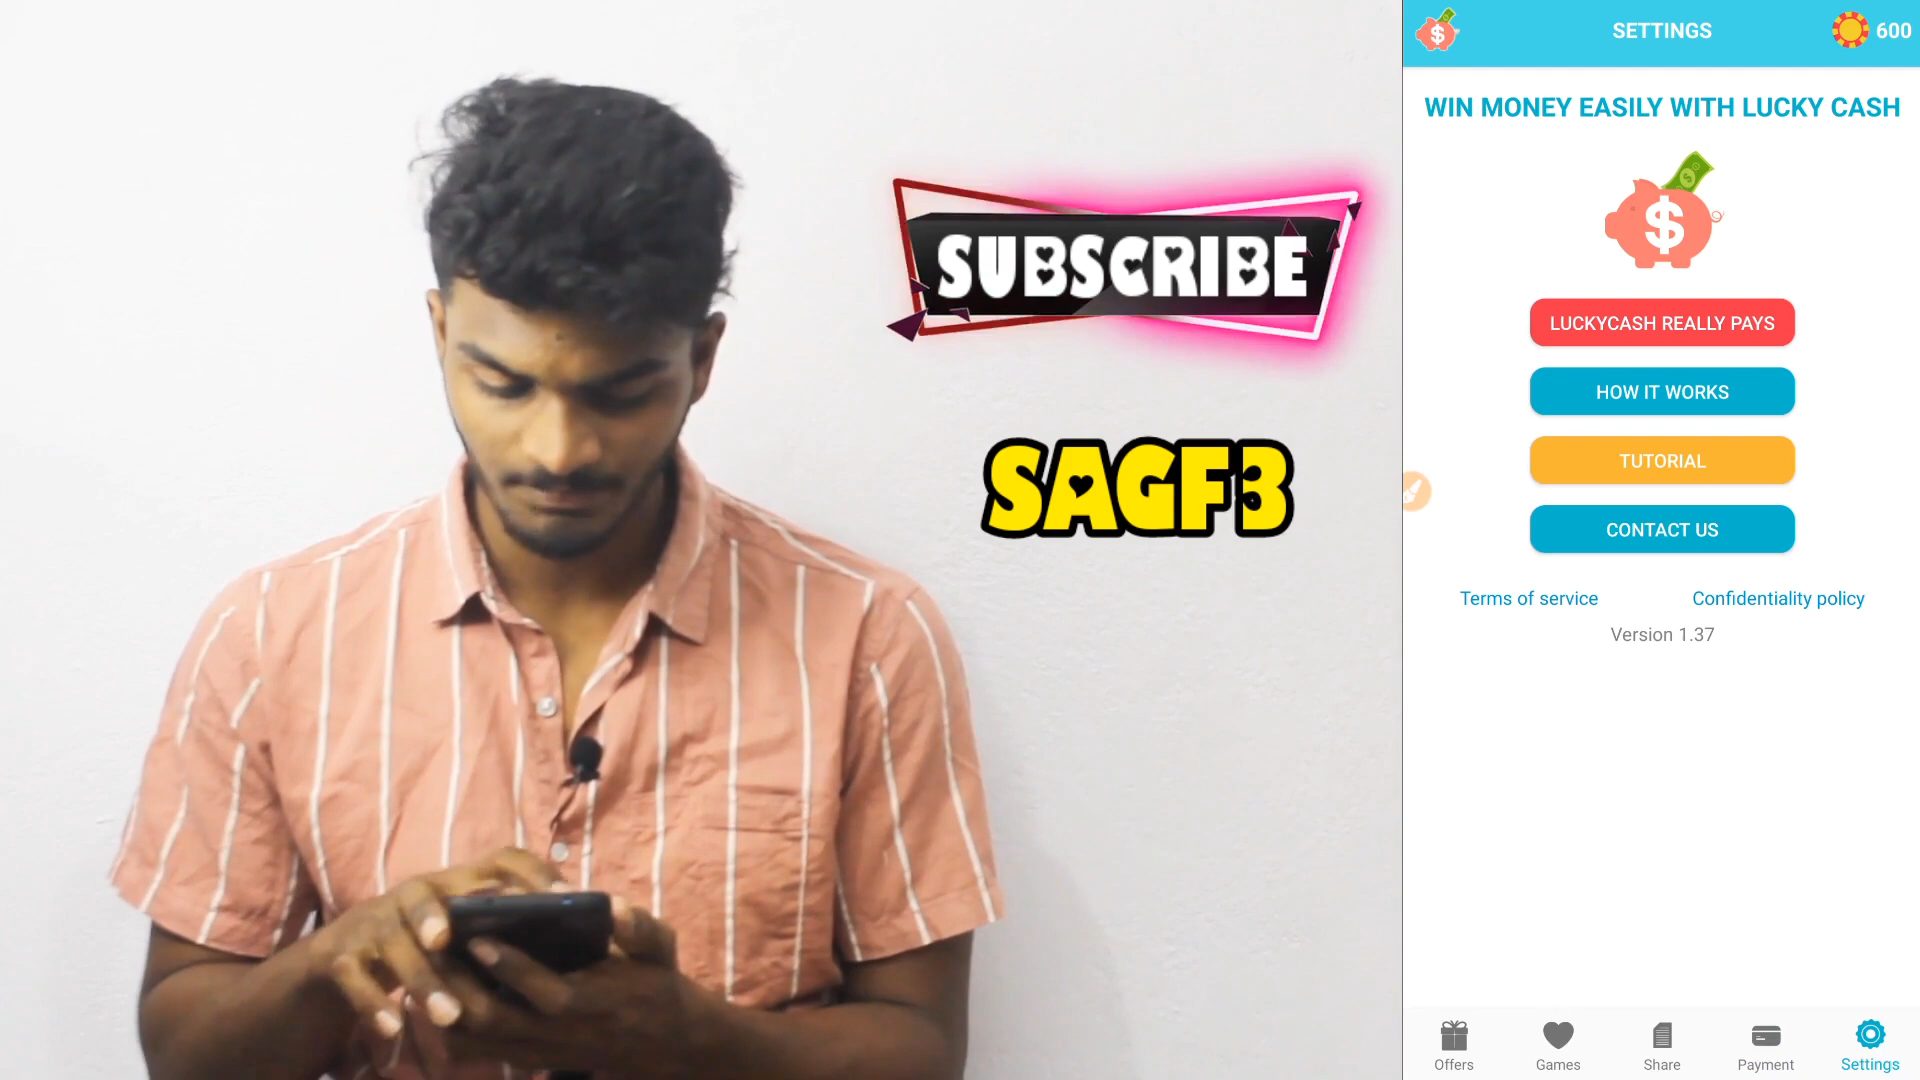 SUBSCRIBE
SAGF3
SETTINGS
600
WIN MONEY EASILY WITH LUCKY CASH
$
LUCKYCASH REALLY PAYS
HOW IT WORKS
TUTORIAL
CONTACT US
Terms of service
Confidentiality policy
Version 1.37
Offers
Games
Share
Payment
Settings